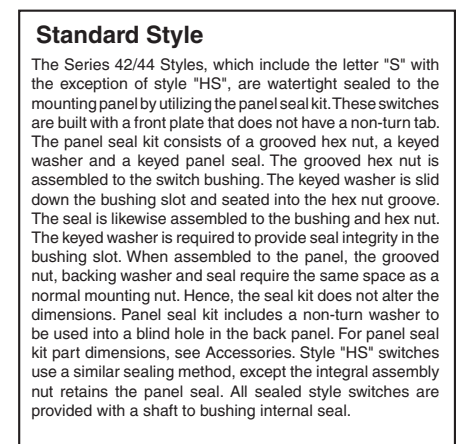 Standard Style
The Series 42/44 Styles, which include the letter "S" with
the exception of style "HS", are watertight sealed to the
mounting panel by utilizing the panel seal kit. These switches
are built with a front plate that does not have a non-turn tab.
The panel seal kit consists of a grooved hex nut, a keyed
washer and a keyed panel seal. The grooved hex nut is
assembled to the switch bushing. The keyed washer is slid
down the bushing slot and seated into the hex nut groove.
The seal is likewise assembled to the bushing and hex nut.
The keyed washer is required to provide seal integrity in the
bushing slot. When assembled to the panel, the grooved
nut, backing washer and seal require the same space as a
normal mounting nut. Hence, the seal kit does not alter the
dimensions. Panel seal kit includes a non-turn washer to
be used into a blind hole in the back panel. For panel seal
kit part dimensions, see Accessories. Style "HS" switches
use a similar sealing method, except the integral assembly
nut retains the panel seal. All sealed style switches are
provided with a shaft to bushing internal seal.